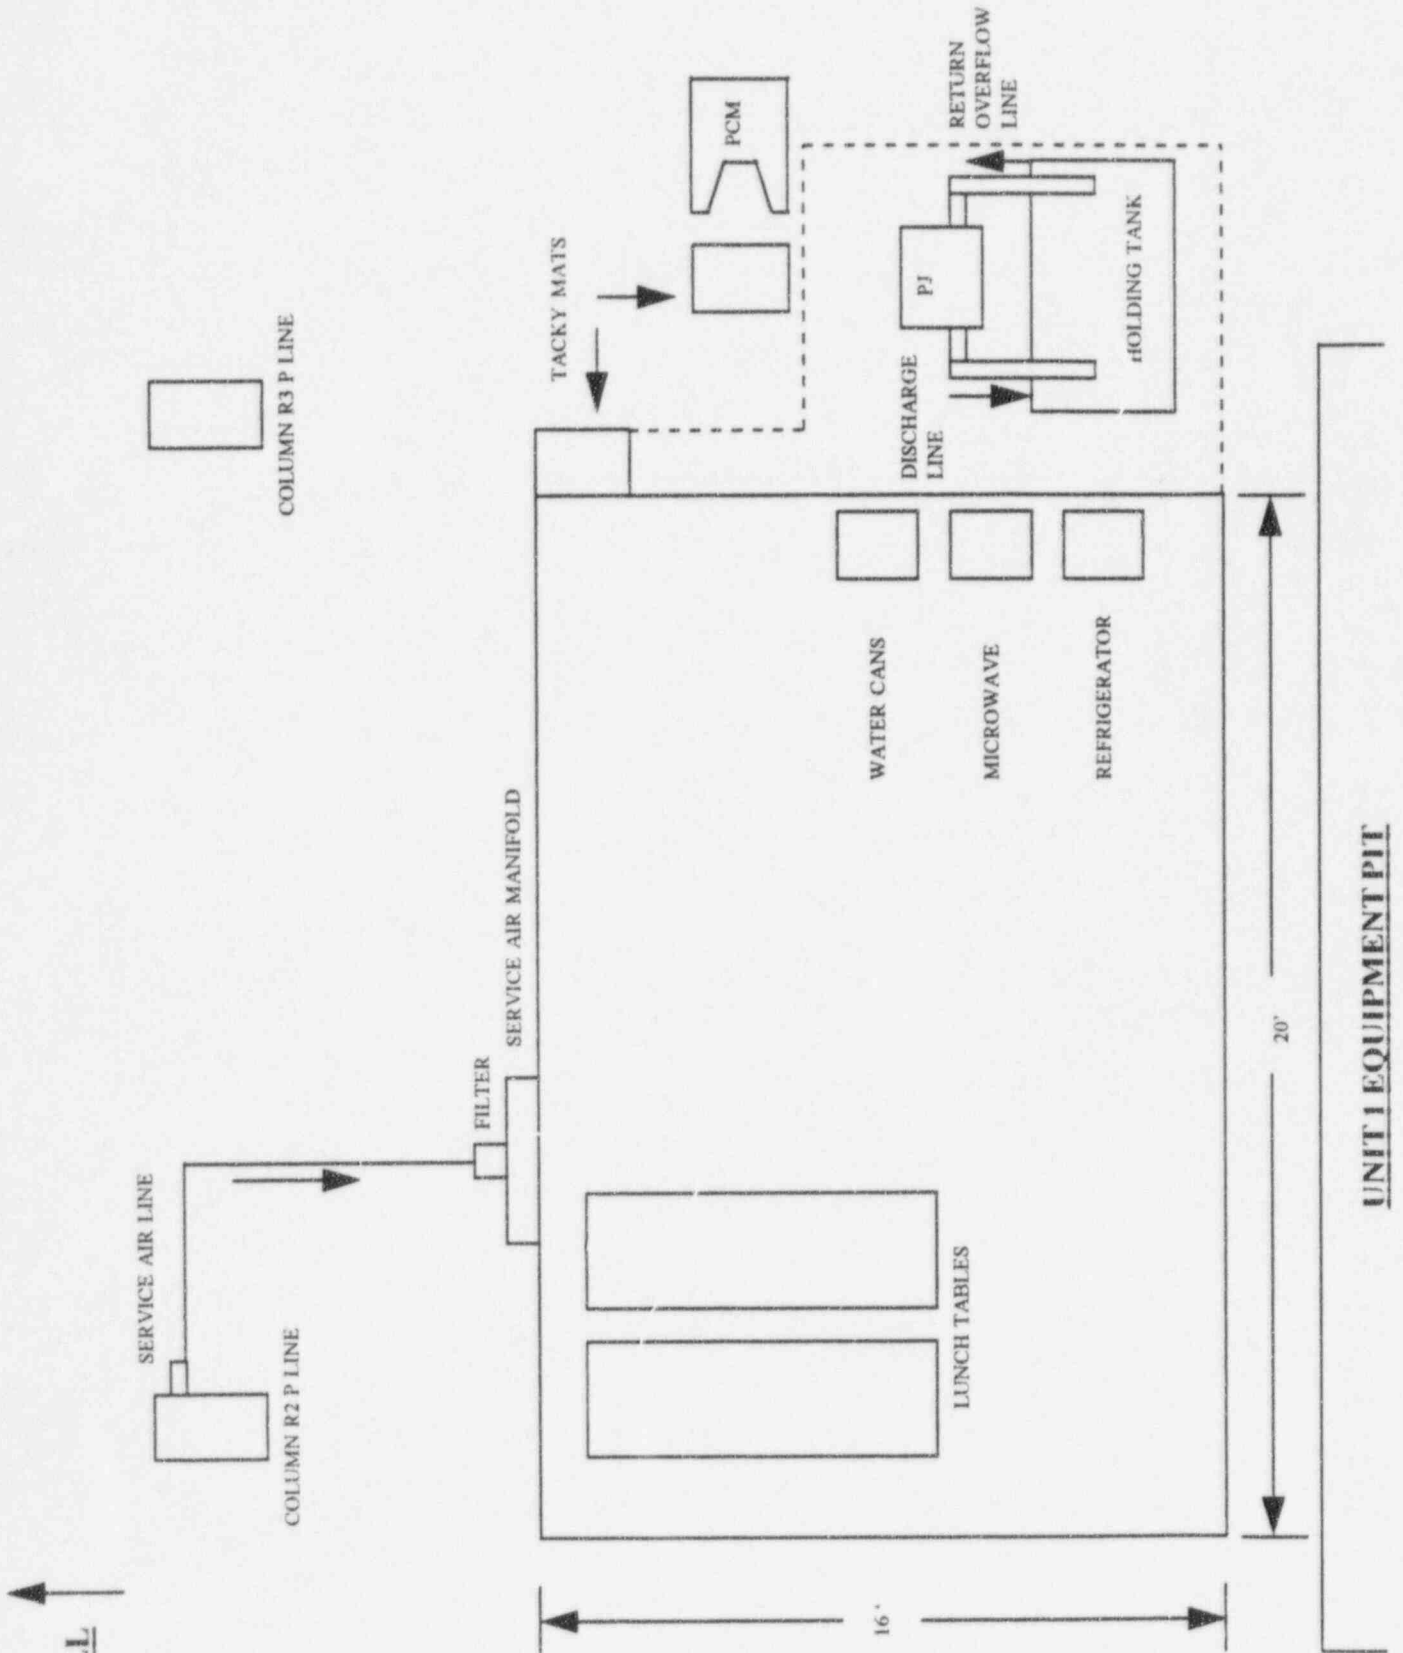 RETURN
OVERFLOW
LINE
PCM
TACKY MATS
PJ
HOLDING TANK
DISCHARGE
LINE
COLUMN R3 P LINE
WATER CANS
MICROWAVE
REFRIGERATOR
SERVICE AIR MANIFOLD
FILTER
SERVICE AIR LINE
COLUMN R2 P LINE
LUNCH TABLES
20'
16'
UNIT 1 EQUIPMENT PIT